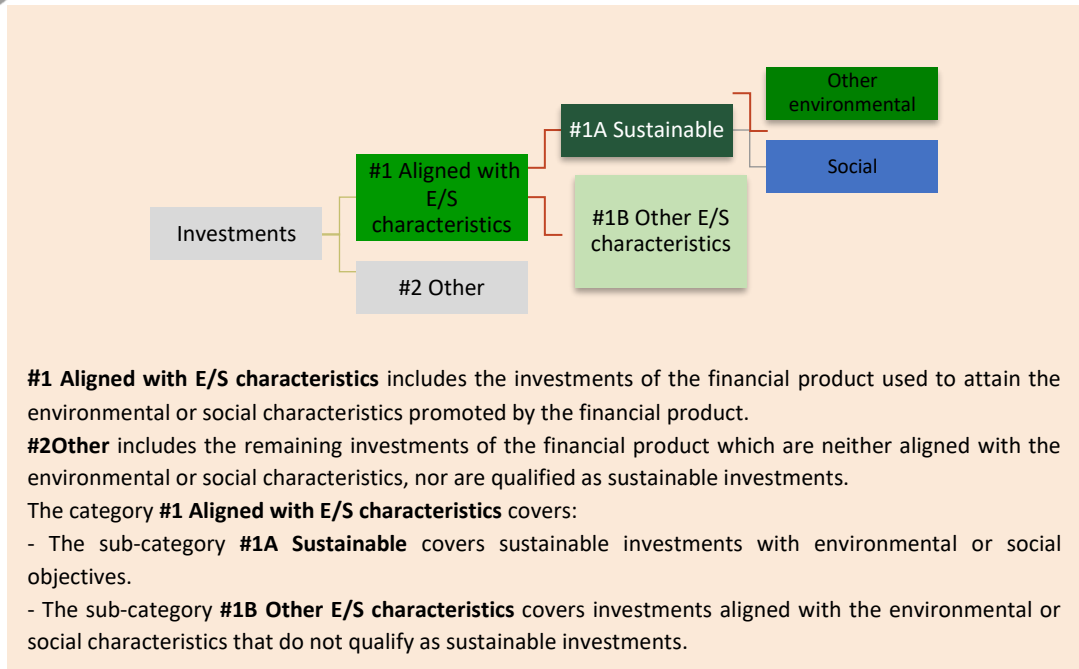 Other
environmental
#1A Sustainable
Social
#1 Aligned with
E/S
characteristics
#1B Other E/S
characteristics
Investments
#2 Other
#1 Aligned with E/S characteristics includes the investments of the financial product used to attain the
environmental or social characteristics promoted by the financial product.
#2Other includes the remaining investments of the financial product which are neither aligned with the
environmental or social characteristics, nor are qualified as sustainable investments.
The category #1 Aligned with E/S characteristics covers:
- The sub-category #1A Sustainable covers sustainable investments with environmental or social
objectives.
- The sub-category #1B Other E/S characteristics covers investments aligned with the environmental or
social characteristics that do not qualify as sustainable investments.